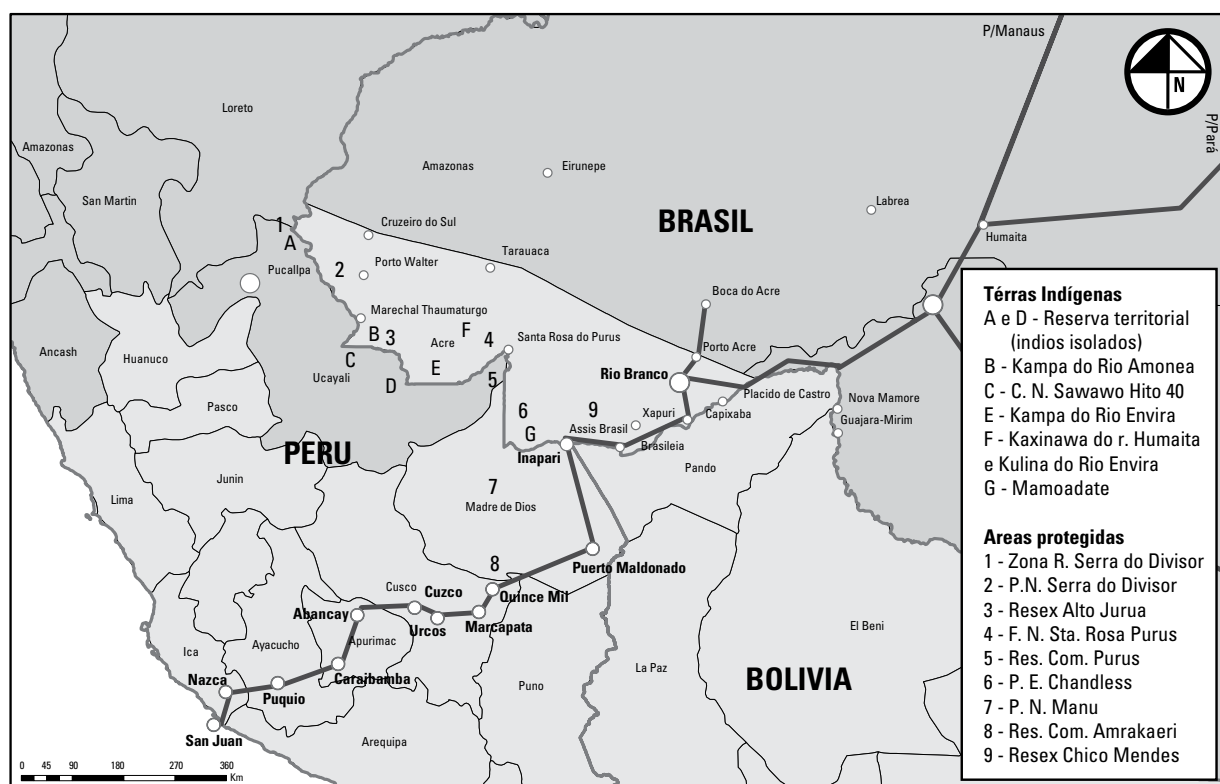 P/Manaus
N
P/Pará
Loreto
Amazonas
San Martin
Amazonas
Eirunepe
Labrea
BRASIL
1
A
Cruzeiro do Sul
Humaita
Tarauaca
Pucallpa
2
Porto Walter
Boca do Acre
Marechal Thaumaturgo
B
3
F
Acre
4
Santa Rosa do Purus
Porto Acre
Ancash
Huanuco
C
Ucayali
D
E
5
Rio Branco
Placido de Castro
Nova Mamore
Pasco
6
9
Xapuri
Capixaba
Guajara-Mirim
G
Assis Brasil
Brasileia
PERU
Inapari
Pando
Junin
Lima
7
Madre de Dios
8
Puerto Maldonado
Cusco
Cuzco
Quince Mil
Abancay
Urcos
Marcapata
El Beni
Ayacucho
Apurimac
Ica
La Paz
BOLIVIA
Nazca
Caraibamba
Puno
Puquio
San Juan
Arequipa
0 45 90 180 270 360
Km
Térras Indígenas
A e D - Reserva territorial
(indios isolados)
B - Kampa do Rio Amonea
C - C. N. Sawawo Hito 40
E - Kampa do Rio Envira
F - Kaxinawa do r. Humaita
e Kulina do Rio Envira
G - Mamoadate
Areas protegidas
1 - Zona R. Serra do Divisor
2 - P.N. Serra do Divisor
3 - Resex Alto Jurua
4 - F. N. Sta. Rosa Purus
5 - Res. Com. Purus
6 - P. E. Chandless
7 - P. N. Manu
8 - Res. Com. Amrakaeri
9 - Resex Chico Mendes